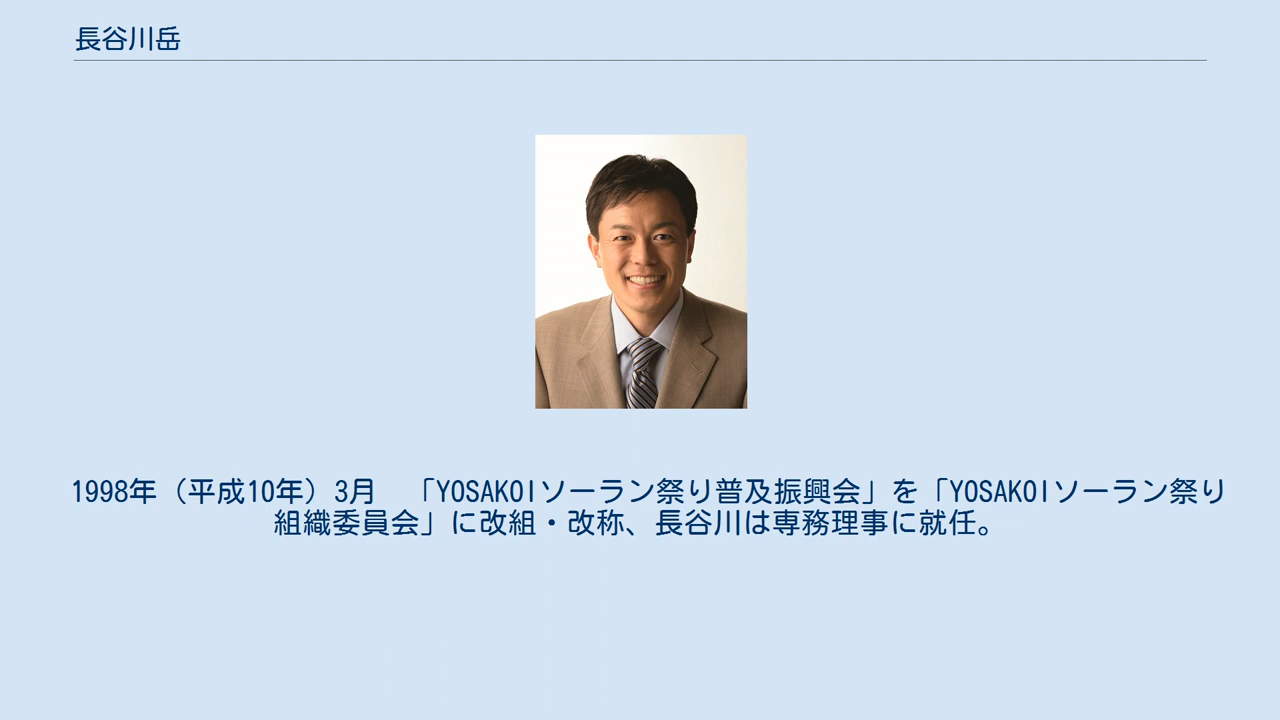 長谷川岳
1998年（平成10年）3月　「YOSAKOIソーラン祭り普及振興会」を「YOSAKOIソーラン祭り
組織委員会」に改組・改称、長谷川は専務理事に就任。